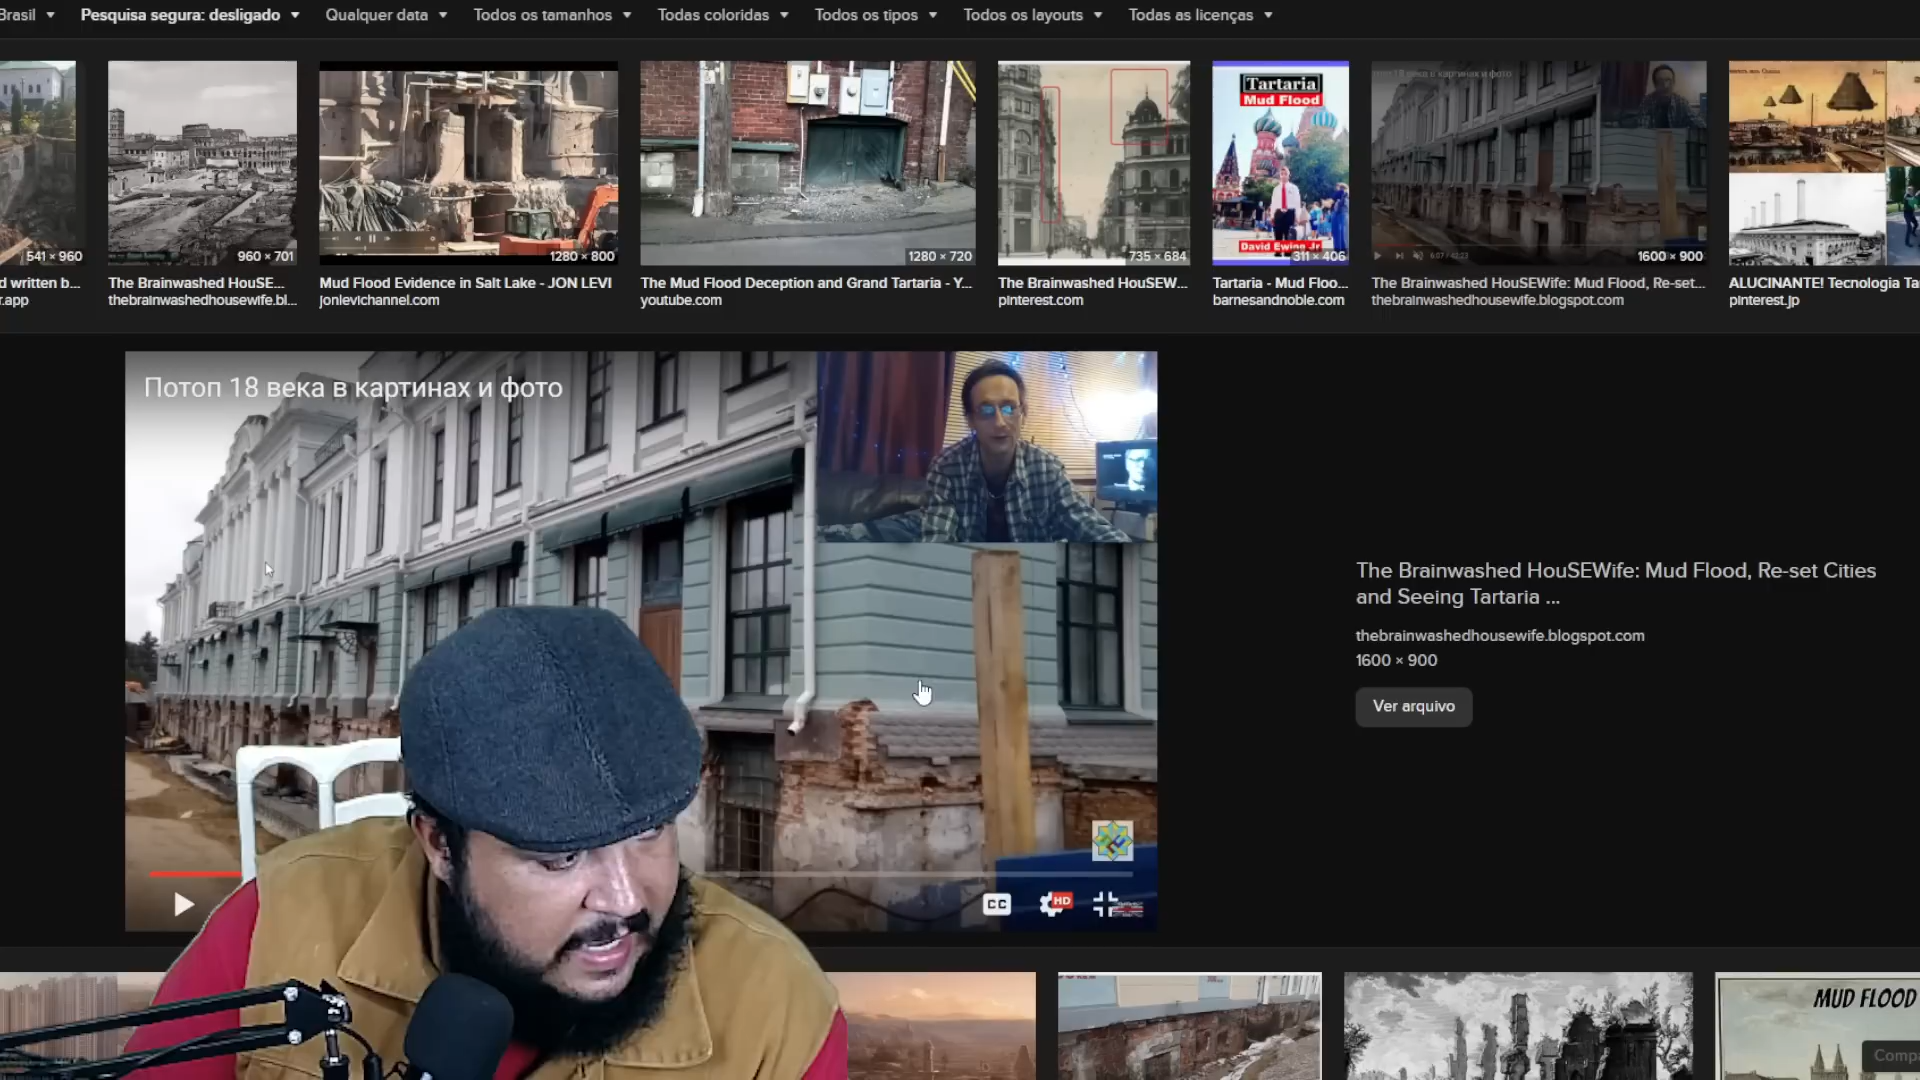 Brasil
Pesquisa segura: desligado
Qualquer data
Todos os tamanhos
Todas coloridas
Todos os tipos
Todos os layouts
Todas as licenças
541 × 960
960 × 701
1280 × 800
1280 × 720
735 × 684
Tartaria
Mud Flood
David Ewing Jr
311 × 406
Потоп 18 века в картинах и фото
1600 × 900
d written b...
r.app
The Brainwashed HouSE...
thebrainwashedhousewife.bl...
Mud Flood Evidence in Salt Lake - JON LEVI
jonlevichannel.com
The Mud Flood Deception and Grand Tartaria - Y...
youtube.com
The Brainwashed HouSEW...
pinterest.com
Tartaria - Mud Floo...
barnesandnoble.com
The Brainwashed HouSEWife: Mud Flood, Re-set...
thebrainwashedhousewife.blogspot.com
ALUCINANTE! Tecnologia Ta
pinterest.jp
Потоп 18 века в картинах и фото
CC
HD
The Brainwashed HouSEWife: Mud Flood, Re-set Cities
and Seeing Tartaria ...
thebrainwashedhousewife.blogspot.com
1600 × 900
Ver arquivo
MUD FLOOD
Compa